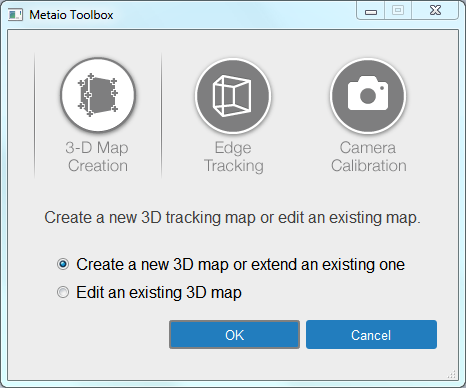 Metaio Toolbox
3-D Map
Creation
Edge
Tracking
Camera
Calibration
Create a new 3D tracking map or edit an existing map.
Create a new 3D map or extend an existing one
Edit an existing 3D map
OK
Cancel